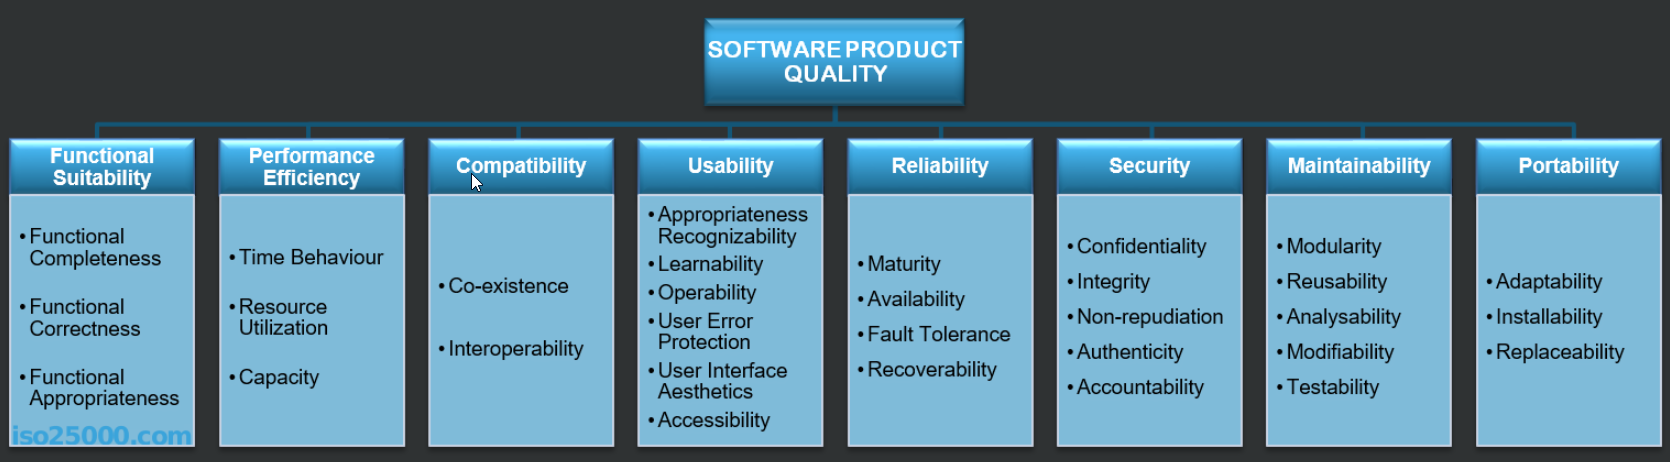 SOFTWARE PRODUCT
QUALITY
Functional
Suitability
• Functional
Completeness
• Functional
Correctness
• Functional
Appropriateness
iso25000.com
Performance
Efficiency
• Time Behaviour
• Resource
Utilization
• Capacity
Compatibility
• Co-existence
• Interoperability
Usability
• Appropriateness
Recognizability
• Learnability
• Operability
• User Error
Protection
• User Interface
Aesthetics
• Accessibility
Reliability
• Maturity
• Availability
• Fault Tolerance
• Recoverability
Security
• Confidentiality
• Integrity
• Non-repudiation
• Authenticity
• Accountability
Maintainability
• Modularity
• Reusability
• Analysability
• Modifiability
• Testability
Portability
• Adaptability
• Installability
• Replaceability